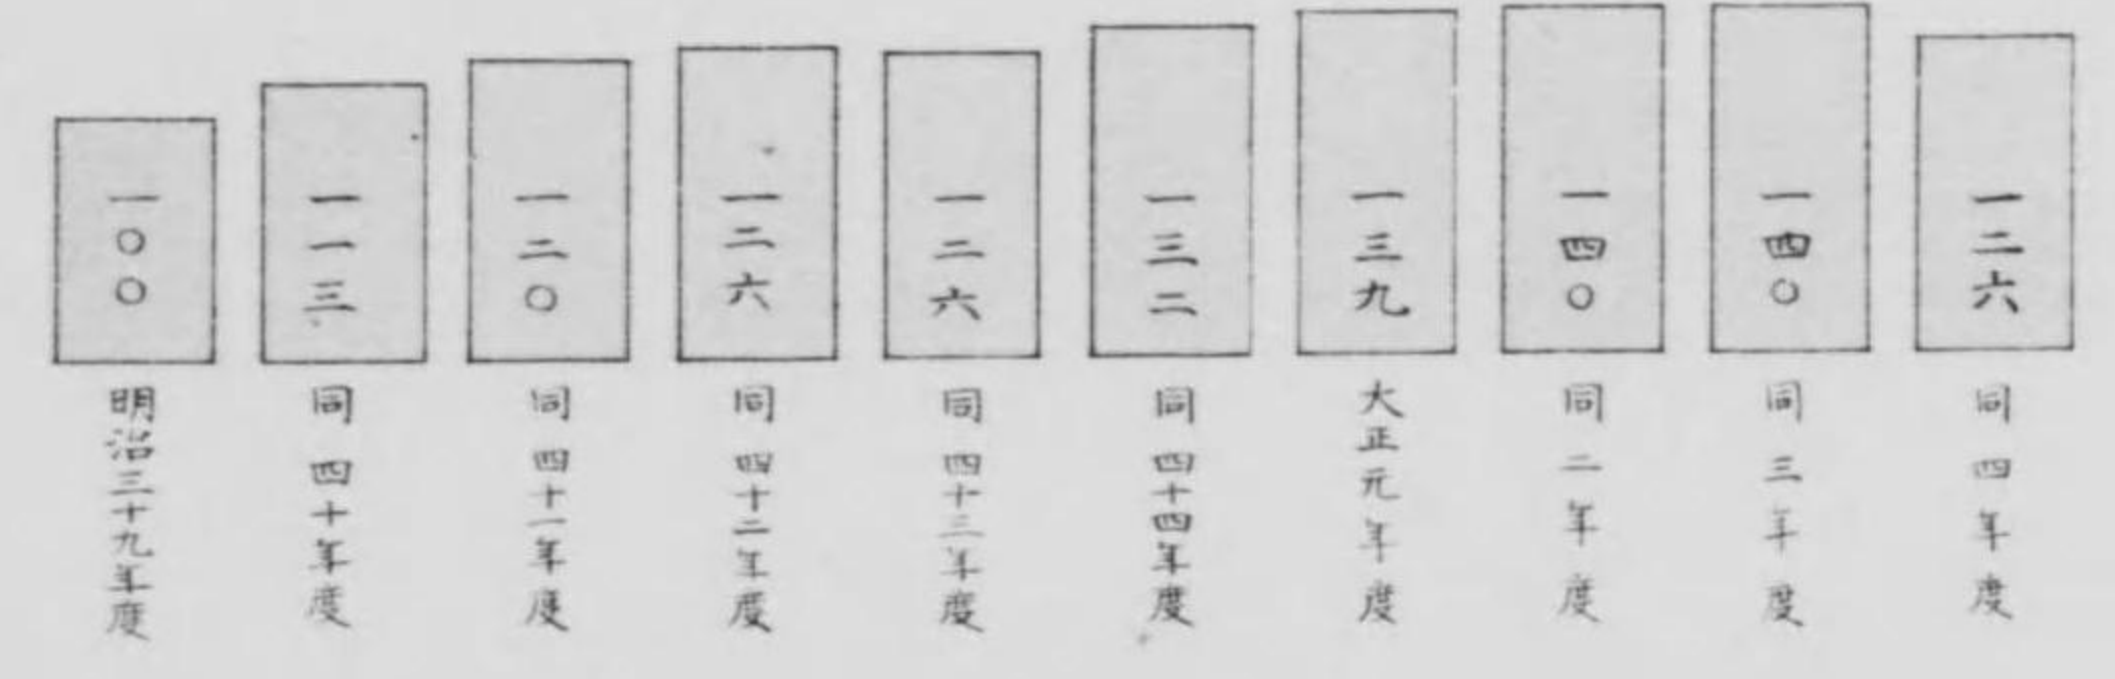 一〇〇
明治三十九年度
一一三
同四十年度
一二〇
同四十一年度
一二六
同四十二年度
一二六
同四十三年度
一三二
同四十四年度
一三九
大正元年度
一四〇
同二年度
一四〇
同三年度
一二六
同四年度